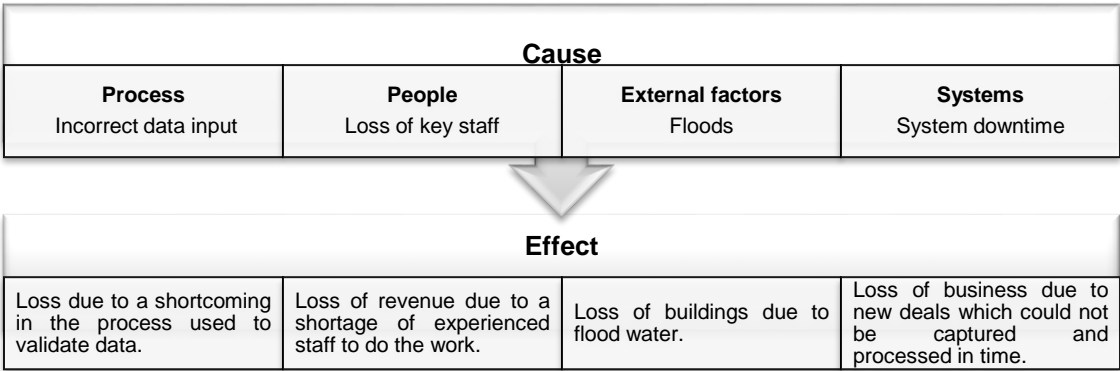 Cause
Process
Incorrect data input
People
Loss of key staff
External factors
Floods
Systems
System downtime
Effect
Loss due to a shortcoming
in the process used to
validate data.
Loss of revenue due to a
shortage of experienced
staff to do the work.
Loss of buildings due to
flood water.
Loss of business due to
new deals which could not
be captured and
processed in time.